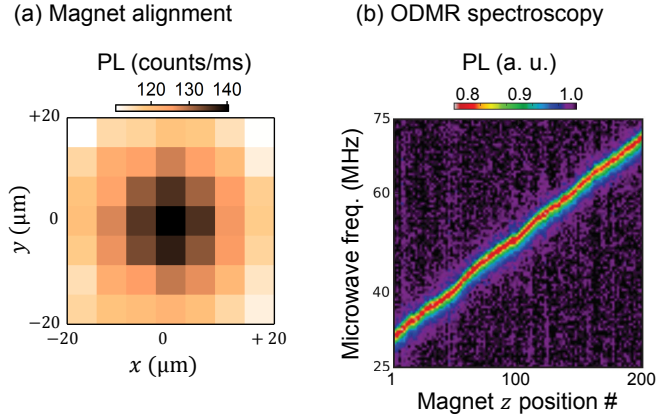 (a) Magnet alignment
PL (counts/ms)
120 130 140
+20
0
−20
y (μm)
−20 0 +20
x (μm)
(b) ODMR spectroscopy
PL (a. u.)
0.8 0.9 1.0
75
60
40
25
Microwave freq. (MHz)
1 100 200
Magnet z position #